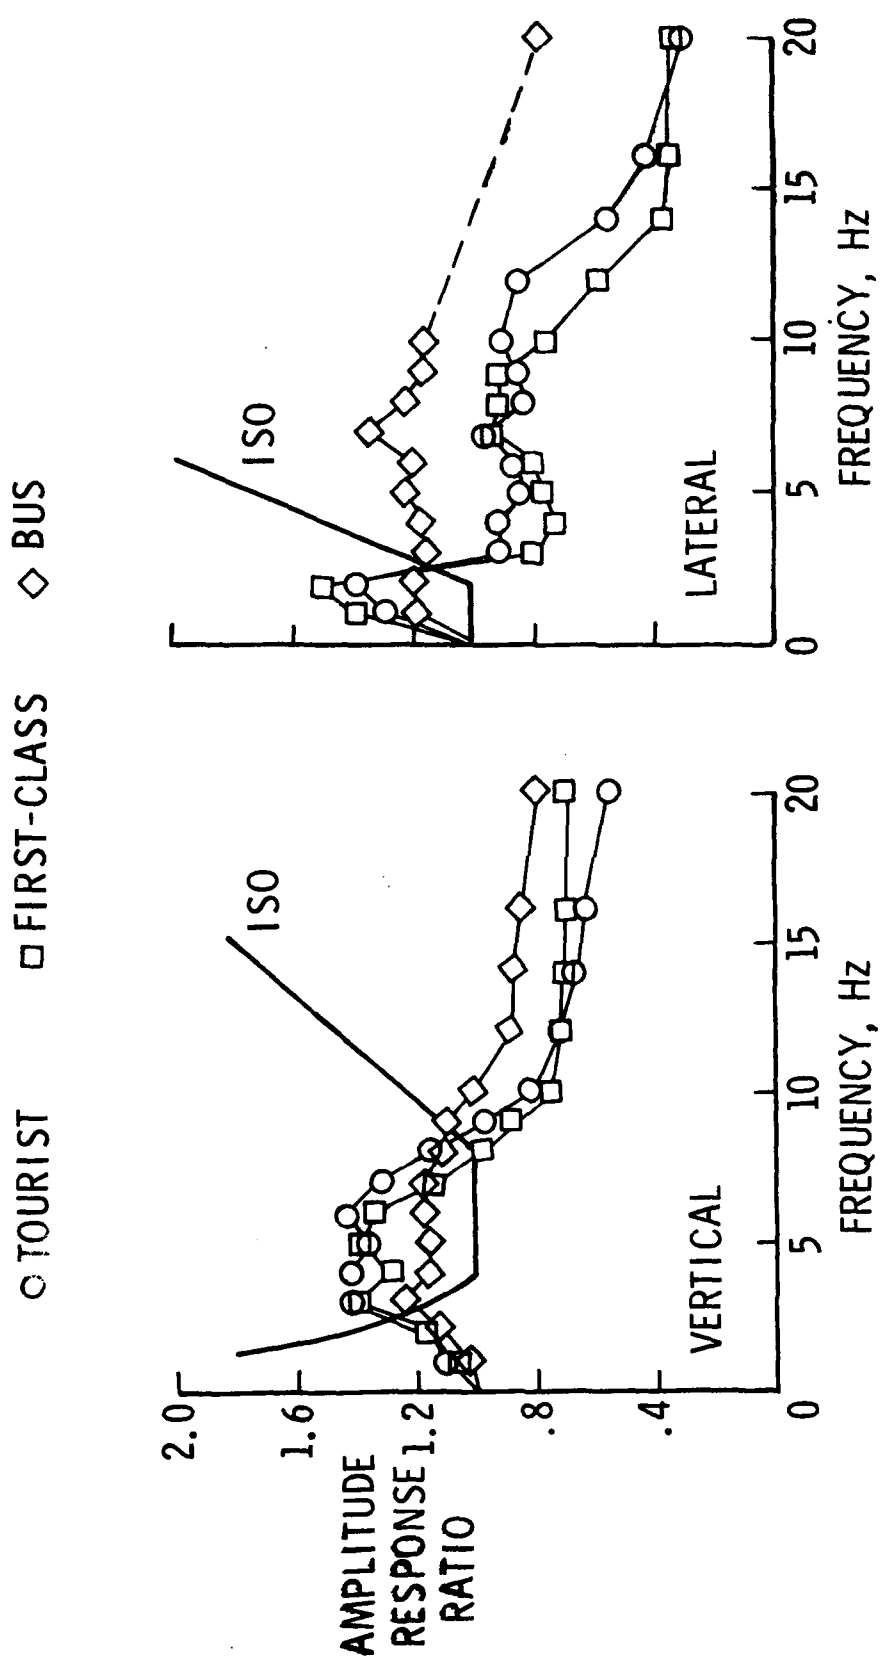 ○ TOURIST □ FIRST-CLASS ◇ BUS
AMPLITUDE
RESPONSE
RATIO
2.0
1.6
1.2
.8
.4
0
5
10
15
20
ISO
VERTICAL
FREQUENCY, Hz
0
5
10
15
20
ISO
LATERAL
FREQUENCY, Hz